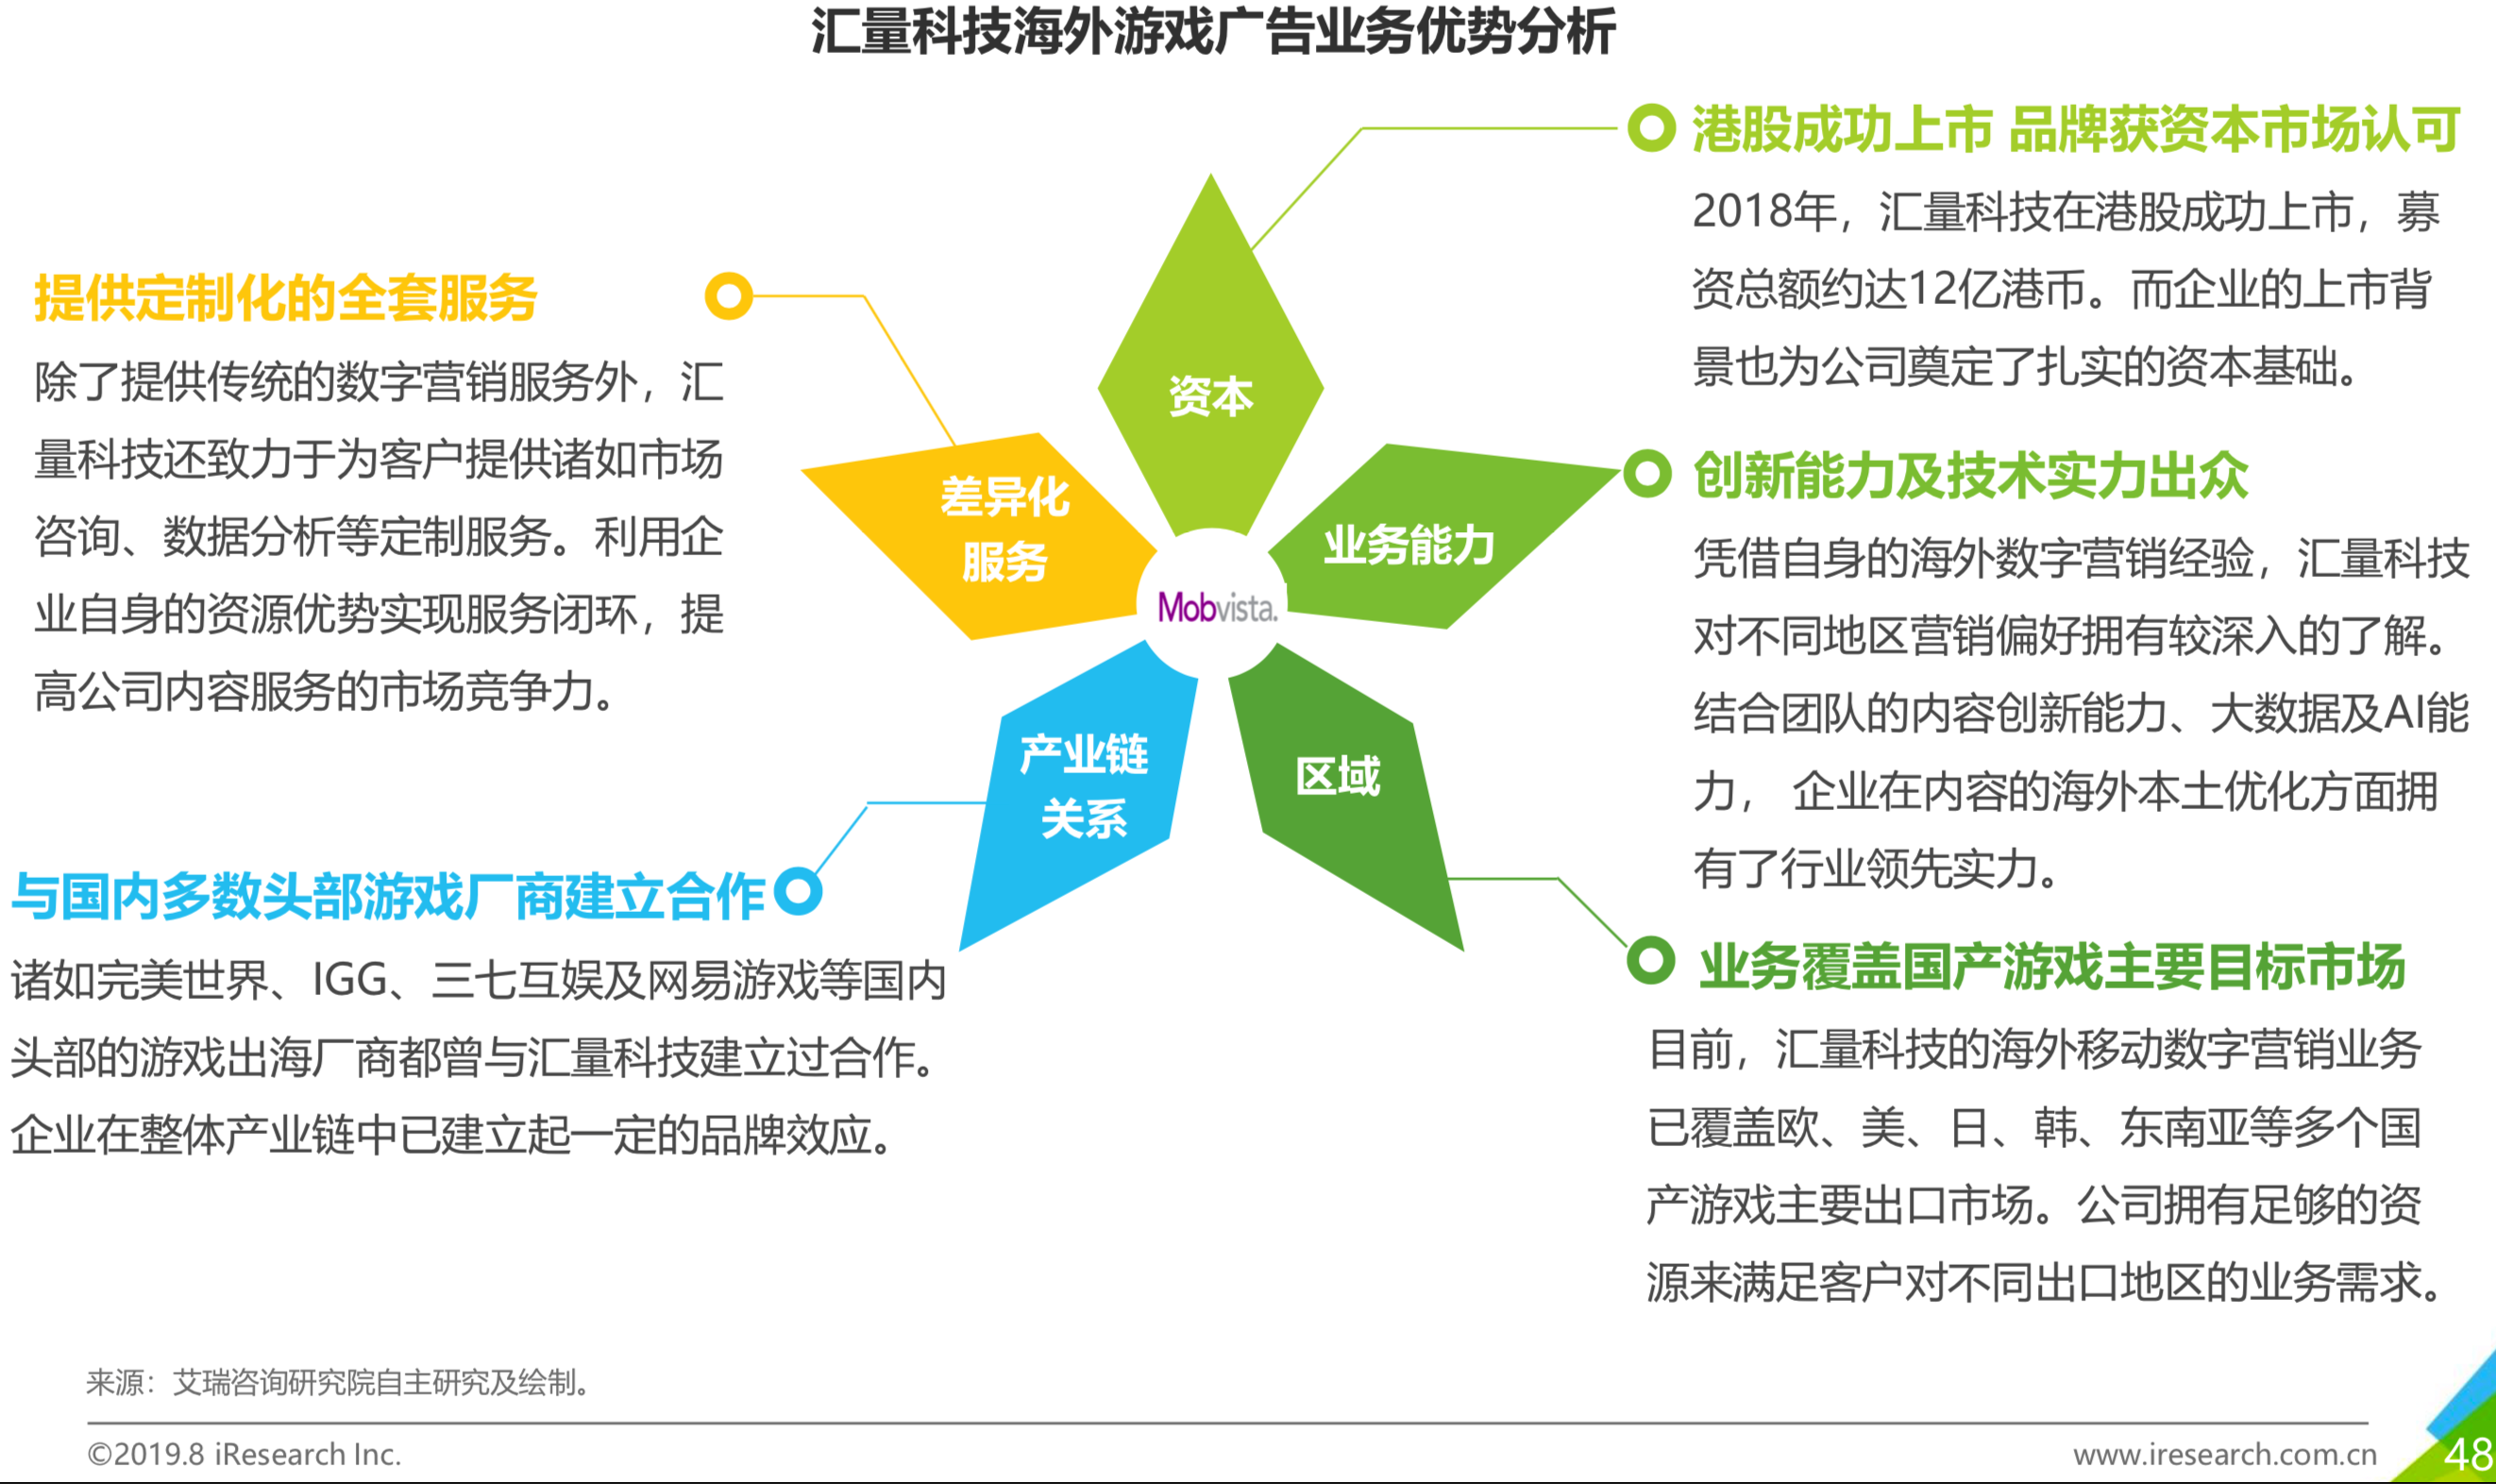 汇量科技海外游戏广告业务优势分析
港股成功上市 品牌获资本市场认可
2018年，汇量科技在港股成功上市，募
资总额约达12亿港币。而企业的上市背
景也为公司奠定了扎实的资本基础。
提供定制化的全套服务
除了提供传统的数字营销服务外，汇
量科技还致力于为客户提供诸如市场
咨询、数据分析等定制服务。利用企
业自身的资源优势实现服务闭环，提
高公司内容服务的市场竞争力。
资本
差异化
服务
业务能力
Mobvista.
产业链
关系
区域
创新能力及技术实力出众
凭借自身的海外数字营销经验，汇量科技
对不同地区营销偏好拥有较深入的了解。
结合团队的内容创新能力、大数据及AI能
力， 企业在内容的海外本土优化方面拥
有了行业领先实力。
与国内多数头部游戏厂商建立合作
诸如完美世界、IGG、三七互娱及网易游戏等国内
头部的游戏出海厂商都曾与汇量科技建立过合作。
企业在整体产业链中已建立起一定的品牌效应。
业务覆盖国产游戏主要目标市场
目前，汇量科技的海外移动数字营销业务
已覆盖欧、美、日、韩、东南亚等多个国
产游戏主要出口市场。公司拥有足够的资
源来满足客户对不同出口地区的业务需求。
来源：艾瑞咨询研究院自主研究及绘制。
©2019.8 iResearch Inc.
www.iresearch.com.cn
48